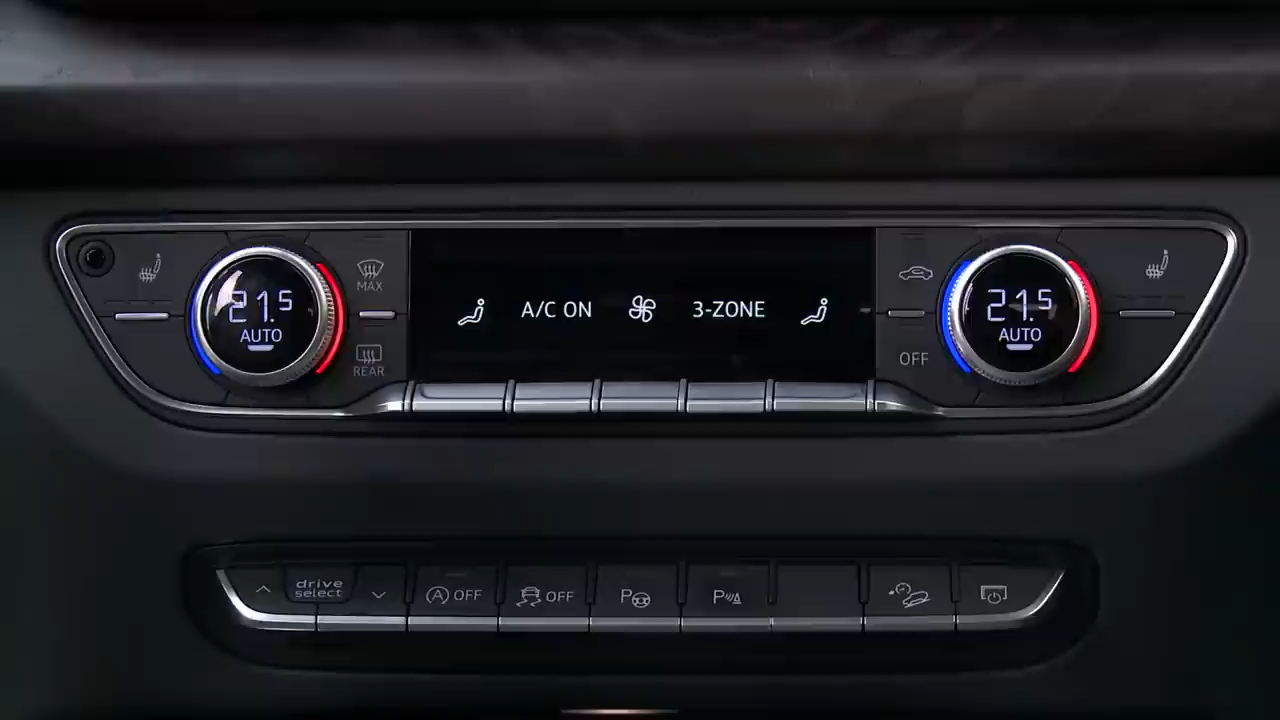 21.5
AUTO
MAX
REAR
A/C ON
3-ZONE
OFF
21.5
AUTO
drive
select
A OFF
OFF
P
P